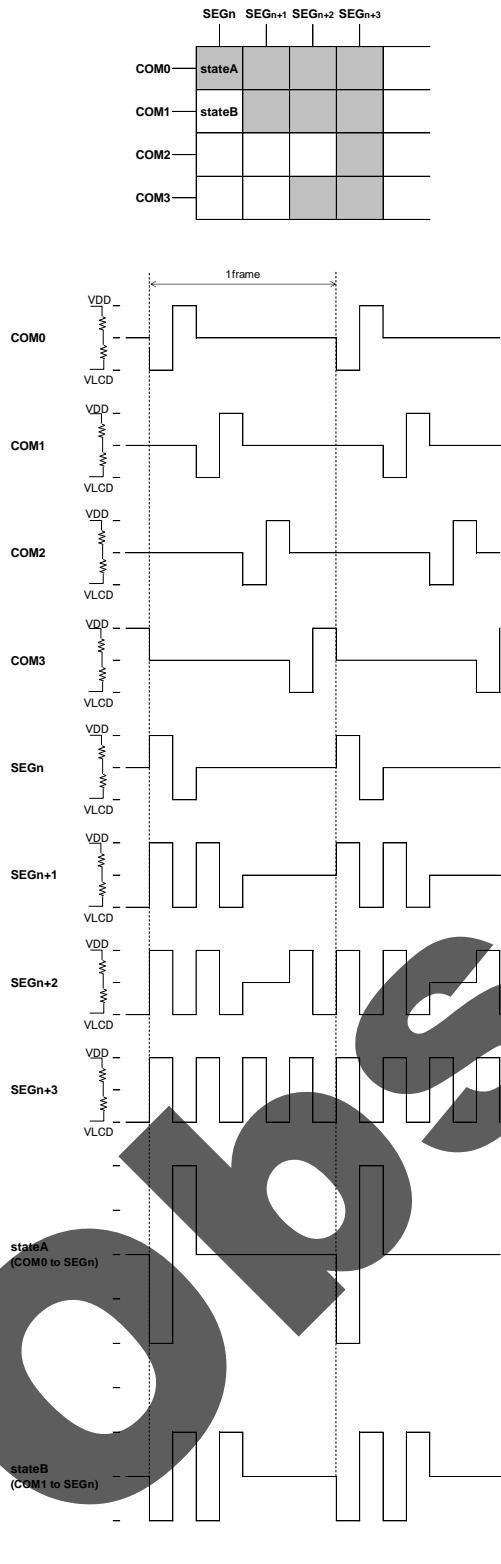 SEGn SEGn+1 SEGn+2 SEGn+3
COM0 stateA
COM1 stateB
COM2
COM3
1frame
VDD
COM0
VLCD
VDD
COM1
VLCD
VDD
COM2
VLCD
VDD
COM3
VLCD
VDD
SEGn
VLCD
VDD
SEGn+1
VLCD
VDD
SEGn+2
VLCD
VDD
SEGn+3
VLCD
stateA
(COM0 to SEGn)
stateB
(COM1 to SEGn)
Obs